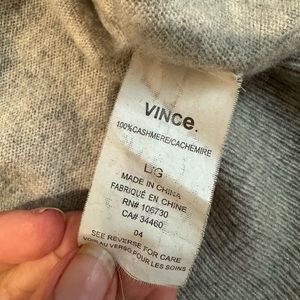 VINCE.
100%CASHMERE/CACHEMIRE
L/G
MADE IN CHINA
FABRIQUÉ EN CHINE
RN# 106730
CA# 34460
04
SEE REVERSE FOR CARE
VOIR AU VERSO POUR LES SOINS